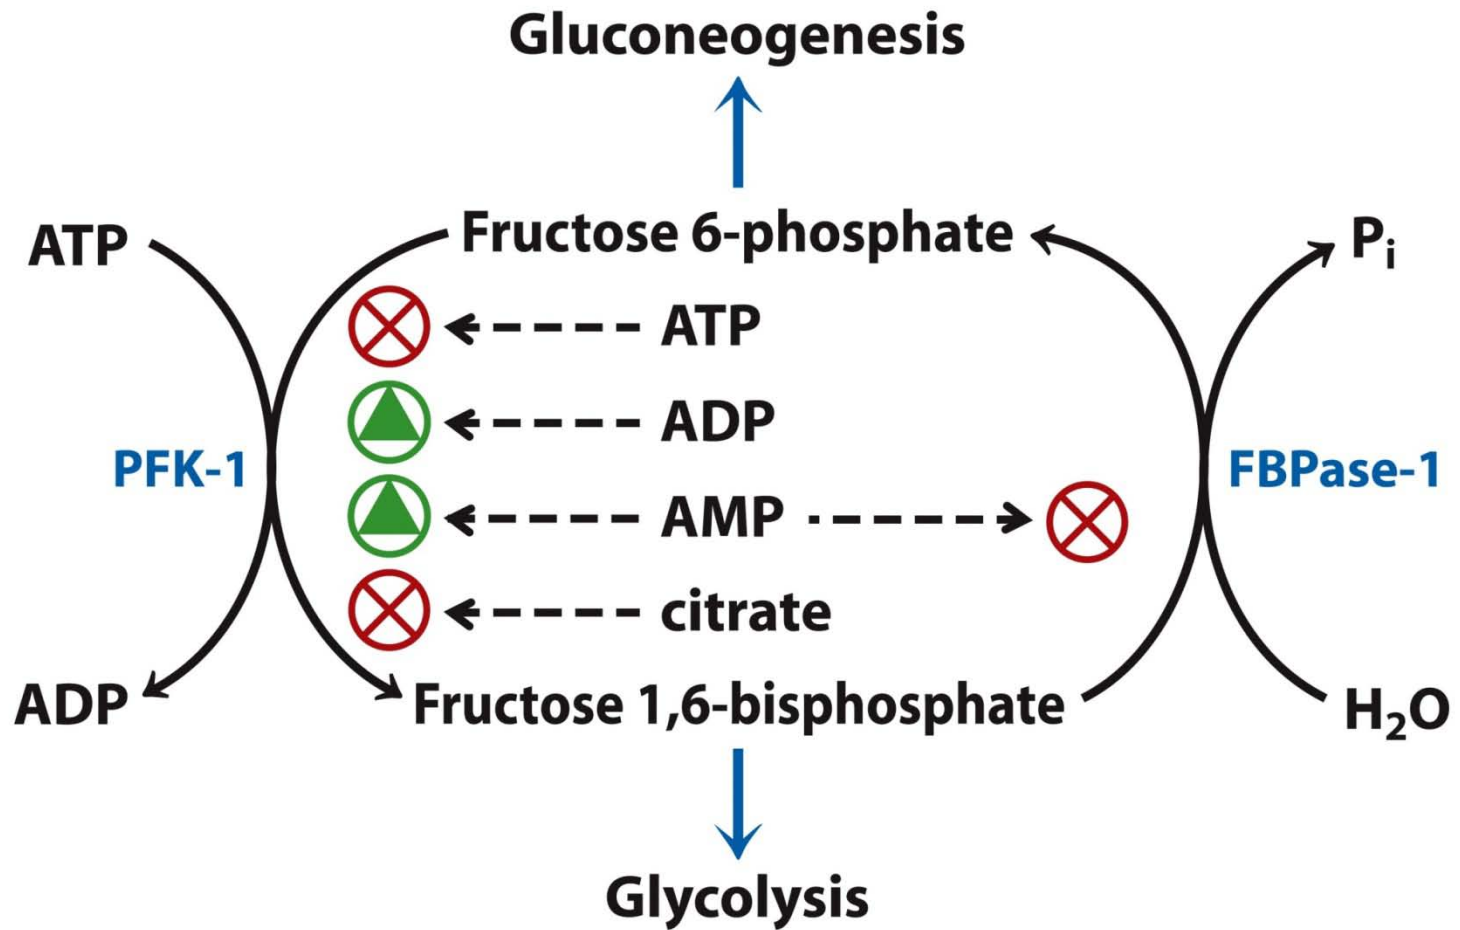 Gluconeogenesis
ATP
Fructose 6-phosphate
Pi
ATP
ADP
PFK-1
FBPase-1
AMP
citrate
ADP
Fructose 1,6-bisphosphate
H2O
Glycolysis